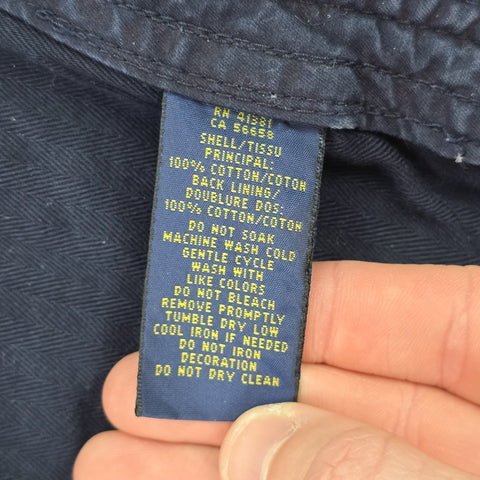 RN 41381
CA 56658
SHELL/TISSU
PRINCIPAL:
100% COTTON/COTON
BACK LINING/
DOUBLURE DOS:
100% COTTON/COTON
DO NOT SOAK
MACHINE WASH COLD
GENTLE CYCLE
WASH WITH
LIKE COLORS
DO NOT BLEACH
REMOVE PROMPTLY
TUMBLE DRY LOW
COOL IRON IF NEEDED
DO NOT IRON
DECORATION
DO NOT DRY CLEAN